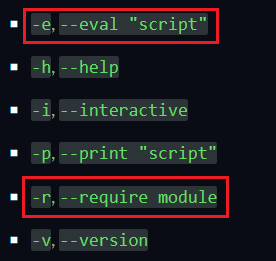 -e, --eval "script"
-h, --help
-i, --interactive
-p, --print "script"
-r, --require module
-v, --version